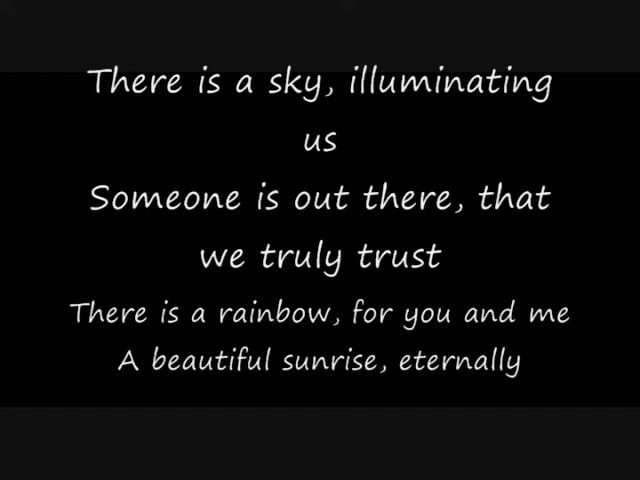 There is a sky, illuminating
us
Someone is out there, that
we truly trust
There is a rainbow, for you and me
A beautiful sunrise, eternally